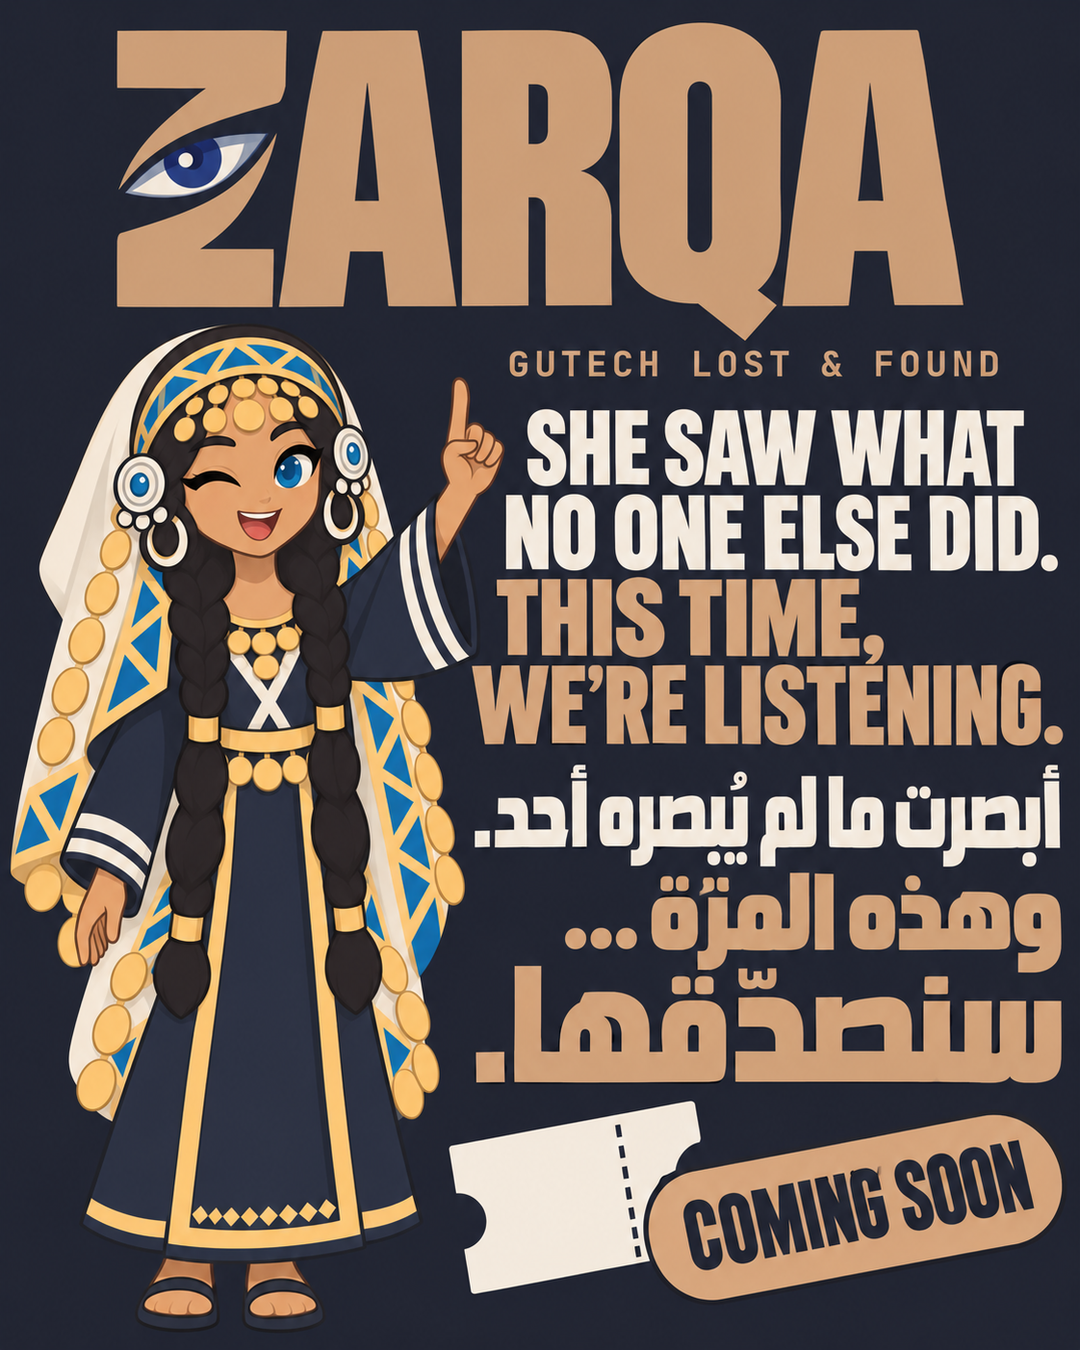 ZARQA
GUTECH LOST & FOUND
SHE SAW WHAT
NO ONE ELSE DID.
THIS TIME,
WE'RE LISTENING.
أبصرت ما لم يُبصره أحد.
وهذه المرّة ...
سنصدّقها.
COMING SOON